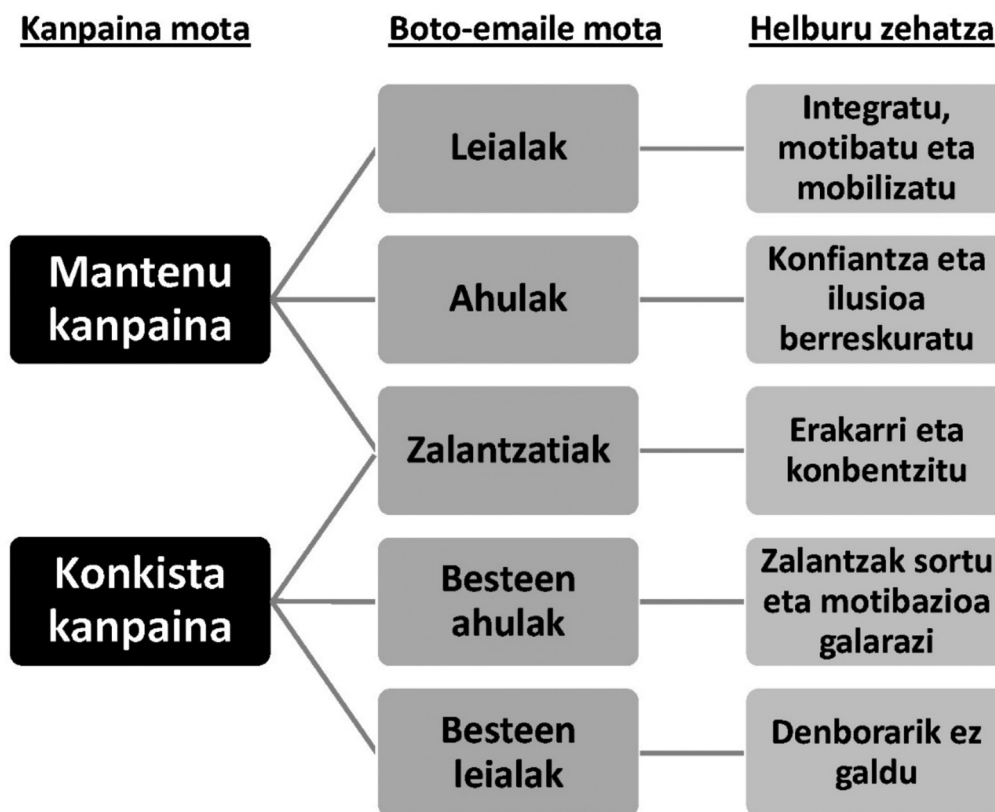 Kanpaina mota
Boto-emaile mota
Helburu zehatza
Mantenu
kanpaina
Konkista
kanpaina
Leialak
Ahulak
Zalantzatiak
Besteen
ahulak
Besteen
leialak
Integratu,
motibatu eta
mobilizatu
Konfiantza eta
ilusioa
berreskuratu
Erakarri eta
konbentzitu
Zalantzak sortu
eta motibazioa
galarazi
Denborarik ez
galdu